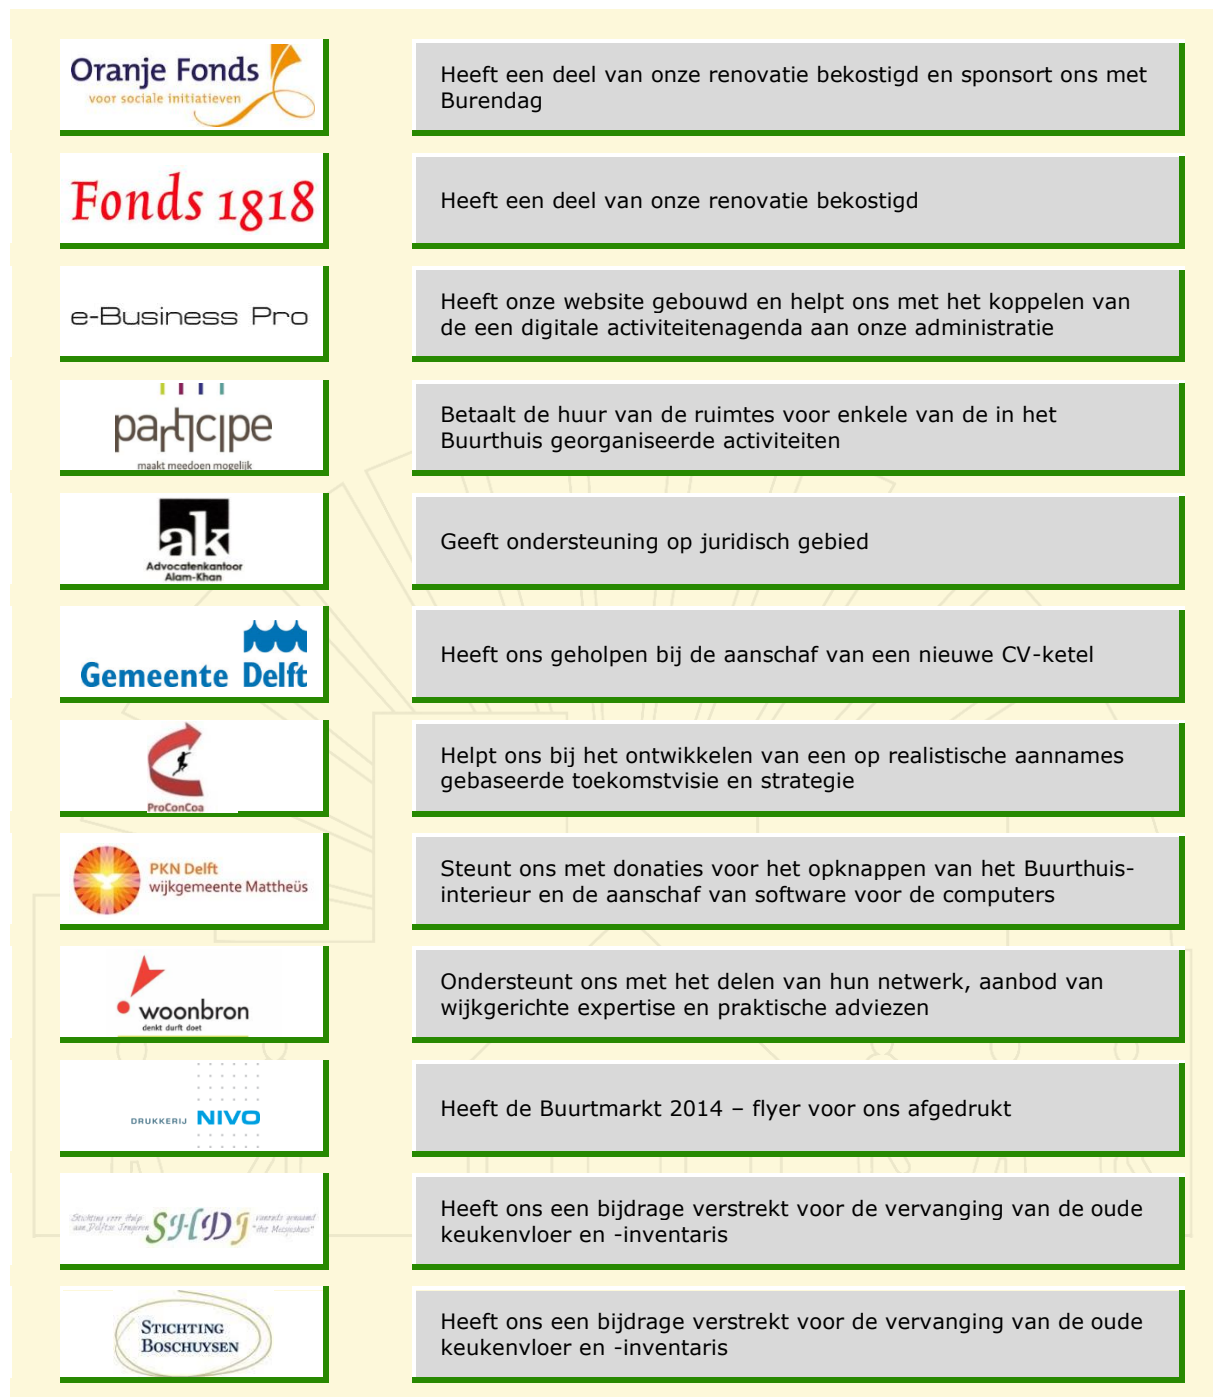 Oranje Fonds
voor sociale initiatieven
Heeft een deel van onze renovatie bekostigd en sponsort ons met
Burendag
Fonds 1818
Heeft een deel van onze renovatie bekostigd
e-Business Pro
Heeft onze website gebouwd en helpt ons met het koppelen van
de een digitale activiteitenagenda aan onze administratie
participe
maakt meedoen mogelijk
Betaalt de huur van de ruimtes voor enkele van de in het
Buurthuis georganiseerde activiteiten
ak
Advocatenkantoor
Alam-Khan
Geeft ondersteuning op juridisch gebied
Gemeente Delft
Heeft ons geholpen bij de aanschaf van een nieuwe CV-ketel
ProConCoa
Helpt ons bij het ontwikkelen van een op realistische aannames
gebaseerde toekomstvisie en strategie
PKN Delft
wijkgemeente Mattheüs
Steunt ons met donaties voor het opknappen van het Buurthuis-
interieur en de aanschaf van software voor de computers
woonbron
denkt durft doet
Ondersteunt ons met het delen van hun netwerk, aanbod van
wijkgerichte expertise en praktische adviezen
DRUKKERIJ NIVO
Heeft de Buurtmarkt 2014 – flyer voor ons afgedrukt
Stichting voor Hulp
aan Delftse Jongeren
SHDJ
"het Meisjeshuis"
Heeft ons een bijdrage verstrekt voor de vervanging van de oude
keukenvloer en -inventaris
STICHTING
BOSCHUYSEN
Heeft ons een bijdrage verstrekt voor de vervanging van de oude
keukenvloer en -inventaris